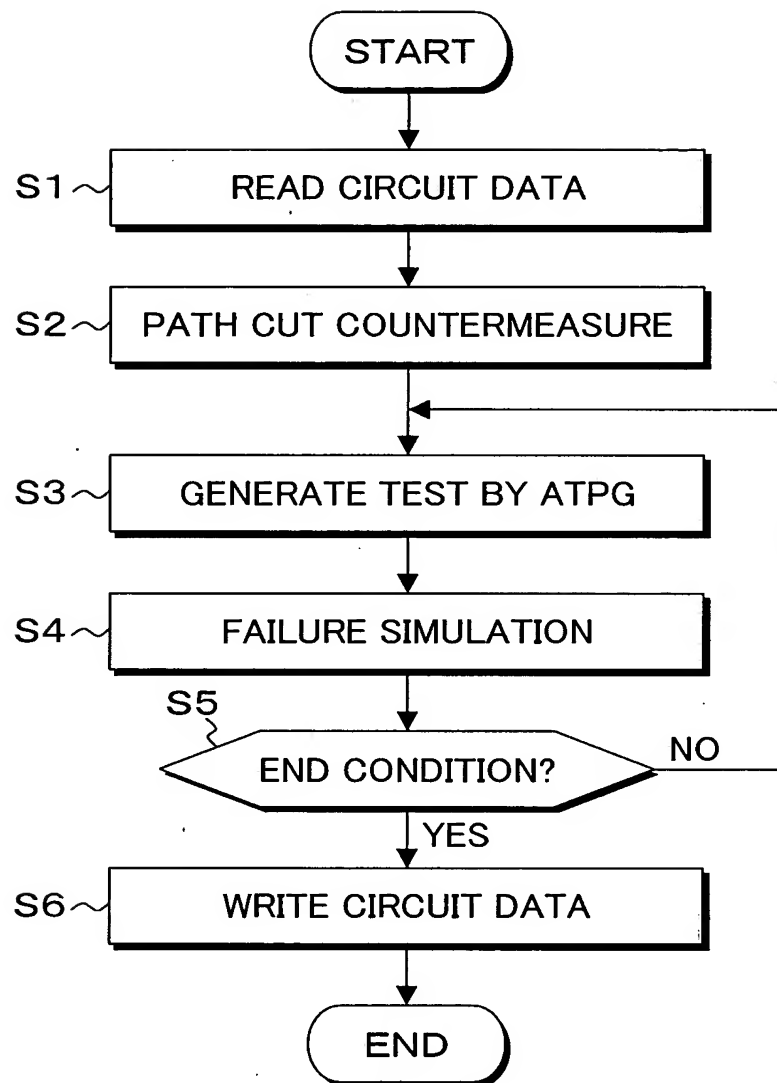 START
S1 READ CIRCUIT DATA
S2 PATH CUT COUNTERMEASURE
S3 GENERATE TEST BY ATPG
S4 FAILURE SIMULATION
S5
END CONDITION?
NO
YES
S6 WRITE CIRCUIT DATA
END